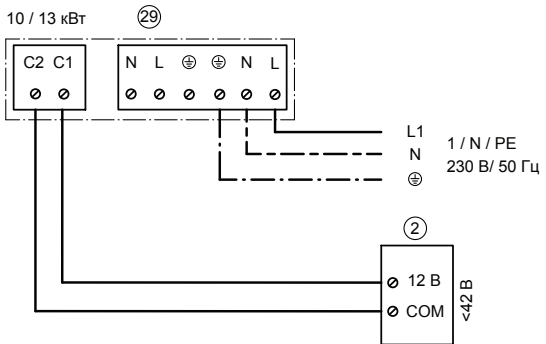 10 / 13 кВт
29
C2 C1
N L N L
L1
N
1 / N / PE
230 В/ 50 Гц
2
12 В
COM
<42 В